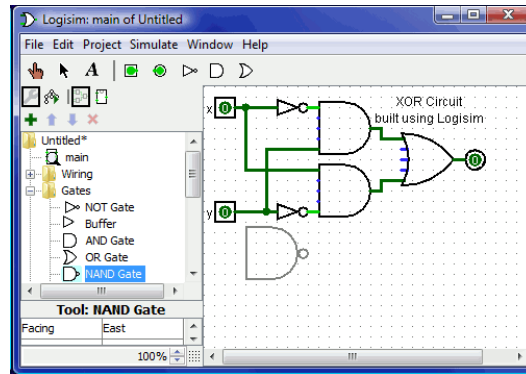 Logisim: main of Untitled
File Edit Project Simulate Window Help
A
XOR Circuit
built using Logisim
x 0
0
y 0
Untitled*
main
Wiring
Gates
NOT Gate
Buffer
AND Gate
OR Gate
NAND Gate
Tool: NAND Gate
Facing East
100%